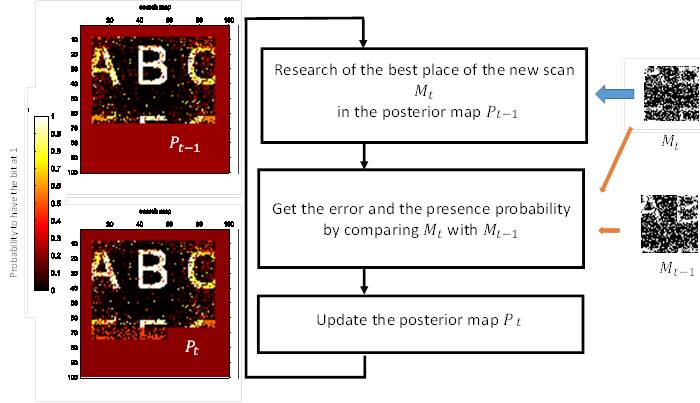 search map
20 40 60 80 100
10
20
30
40
50
60
70
80
90
100
A B C
P_{t-1}
Probability to have the bit at 1
1
0.9
0.8
0.7
0.6
0.5
0.4
0.3
0.2
0.1
0
search map
20 40 60 80 100
10
20
30
40
50
60
70
80
90
100
A B C
P_t
Research of the best place of the new scan
M_t
in the posterior map P_{t-1}
Get the error and the presence probability
by comparing M_t with M_{t-1}
Update the posterior map P_t
M_t
M_{t-1}